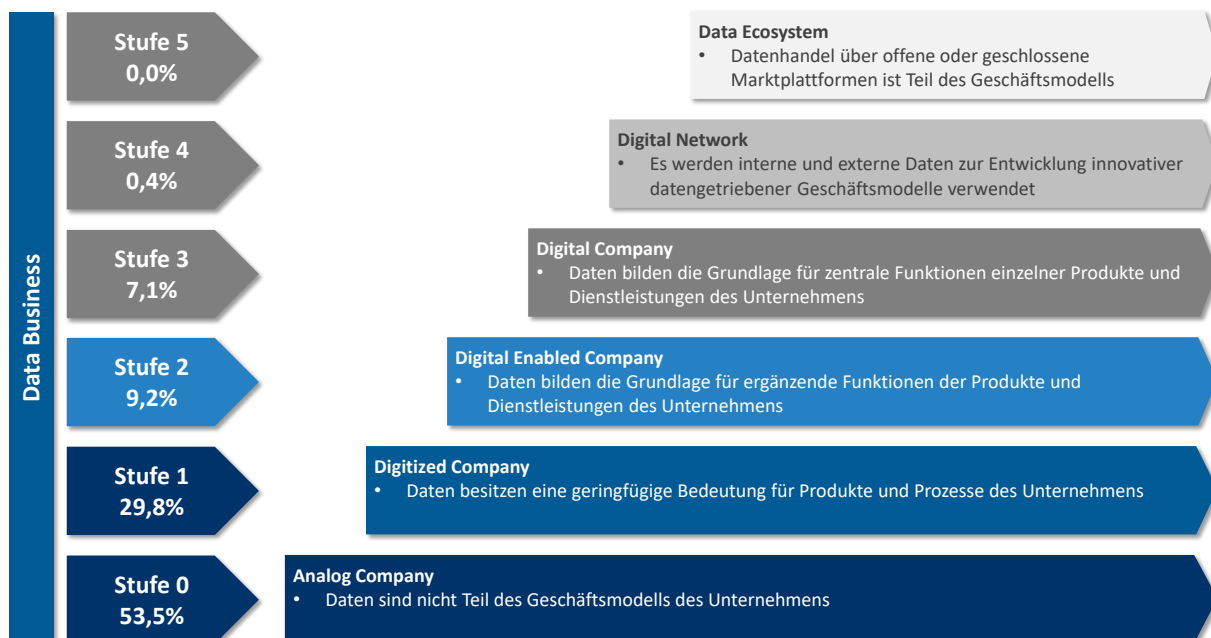 Data Business
Stufe 5
0,0%
Data Ecosystem
• Datenhandel über offene oder geschlossene
Marktplattformen ist Teil des Geschäftsmodells
Stufe 4
0,4%
Digital Network
• Es werden interne und externe Daten zur Entwicklung innovativer
datengetriebener Geschäftsmodelle verwendet
Stufe 3
7,1%
Digital Company
• Daten bilden die Grundlage für zentrale Funktionen einzelner Produkte und
Dienstleistungen des Unternehmens
Stufe 2
9,2%
Digital Enabled Company
• Daten bilden die Grundlage für ergänzende Funktionen der Produkte und
Dienstleistungen des Unternehmens
Stufe 1
29,8%
Digitized Company
• Daten besitzen eine geringfügige Bedeutung für Produkte und Prozesse des Unternehmens
Stufe 0
53,5%
Analog Company
• Daten sind nicht Teil des Geschäftsmodells des Unternehmens